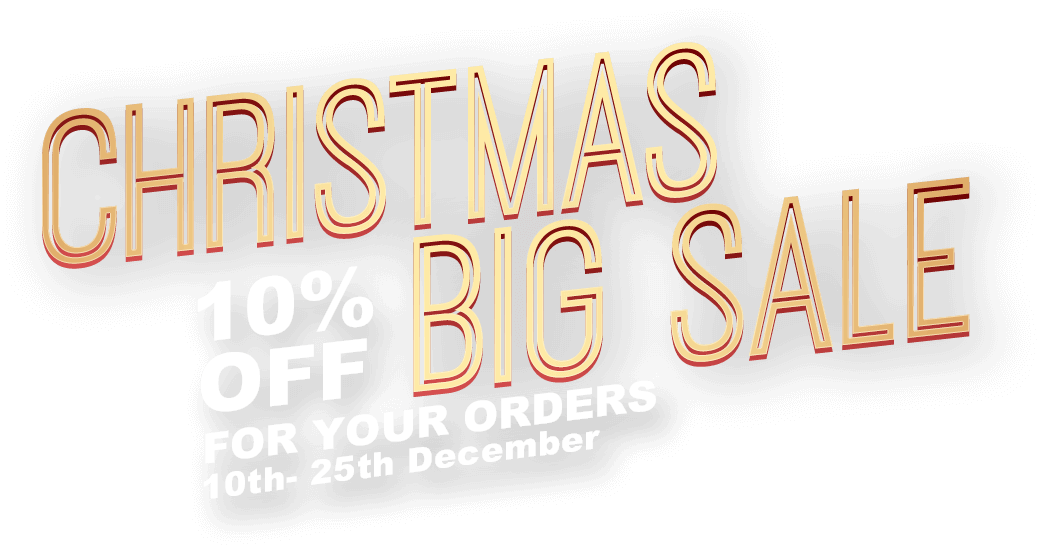 CHRISTMAS
BIG SALE
10%
OFF
FOR YOUR ORDERS
10th- 25th December